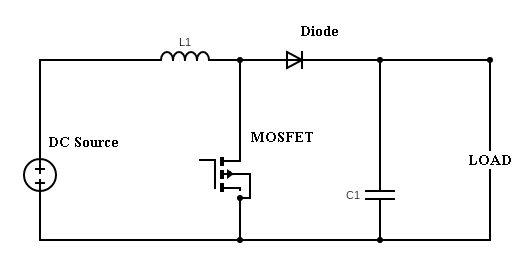 L1
Diode
DC Source
MOSFET
LOAD
C1